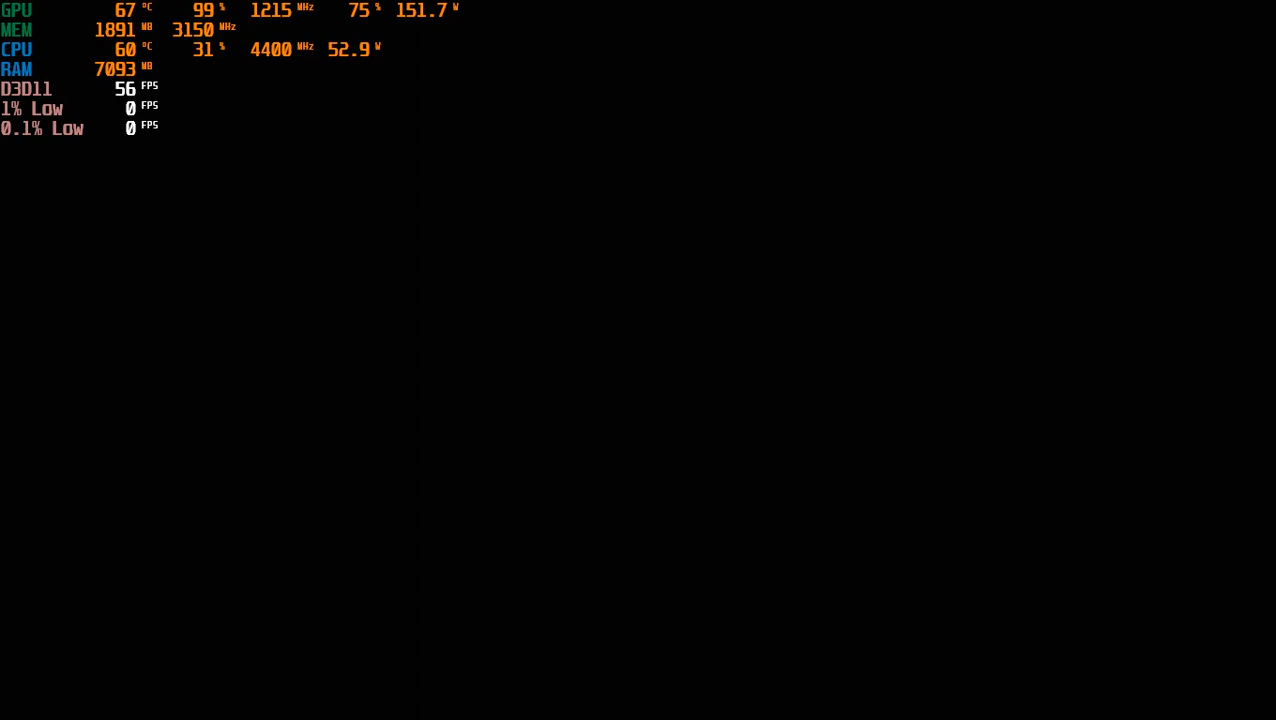 GPU 67 °C 99 % 1215 MHz 75 % 151.7 W
MEM 1891 MB 3150 MHz
CPU 60 °C 31 % 4400 MHz 52.9 W
RAM 7093 MB
D3D11 56 FPS
1% Low 0 FPS
0.1% Low 0 FPS